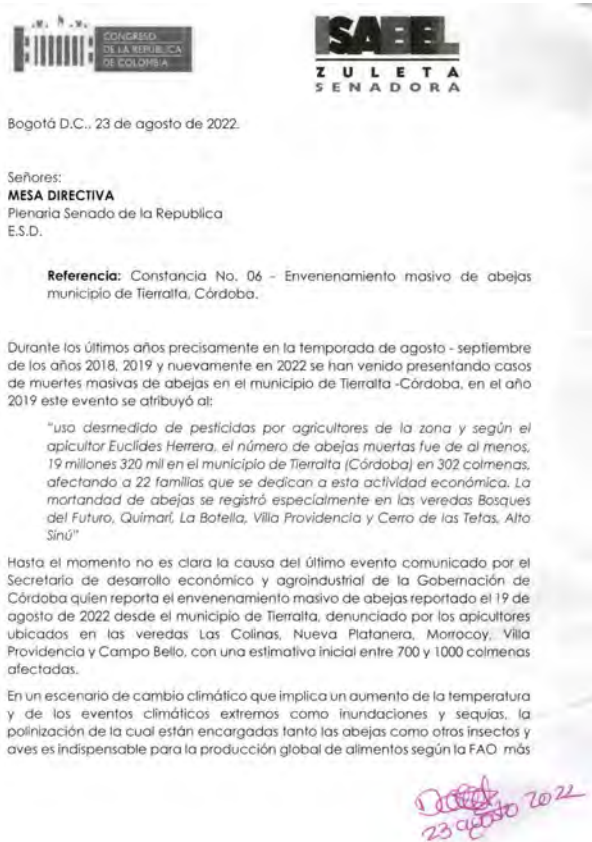 CONGRESO
DE LA REPÚBLICA
DE COLOMBIA
ISABEL
ZULETA
SENADORA
Bogotá D.C., 23 de agosto de 2022.
Señores:
MESA DIRECTIVA
Plenaria Senado de la Republica
E.S.D.
Referencia: Constancia No. 06 - Envenenamiento masivo de abejas
municipio de Tierralta, Córdoba.
Durante los últimos años precisamente en la temporada de agosto - septiembre
de los años 2018, 2019 y nuevamente en 2022 se han venido presentando casos
de muertes masivas de abejas en el municipio de Tierralta -Córdoba, en el año
2019 este evento se atribuyó al:
"uso desmedido de pesticidas por agricultores de la zona y según el
apicultor Euclides Herrera, el número de abejas muertas fue de al menos,
19 millones 320 mil en el municipio de Tierralta (Córdoba) en 302 colmenas,
afectando a 22 familias que se dedican a esta actividad económica. La
mortandad de abejas se registró especialmente en las veredas Bosques
del Futuro, Quimarí, La Botella, Villa Providencia y Cerro de las Tetas, Alto
Sinú"
Hasta el momento no es clara la causa del último evento comunicado por el
Secretario de desarrollo económico y agroindustrial de la Gobernación de
Córdoba quien reporta el envenenamiento masivo de abejas reportado el 19 de
agosto de 2022 desde el municipio de Tierralta, denunciado por los apicultores
ubicados en las veredas Las Colinas, Nueva Platanera, Morrocoy, Villa
Providencia y Campo Bello, con una estimativa inicial entre 700 y 1000 colmenas
afectadas.
En un escenario de cambio climático que implica un aumento de la temperatura
y de los eventos climáticos extremos como inundaciones y sequías, la
polinización de la cual están encargadas tanto las abejas como otros insectos y
aves es indispensable para la producción global de alimentos según la FAO más
23 agosto 2022